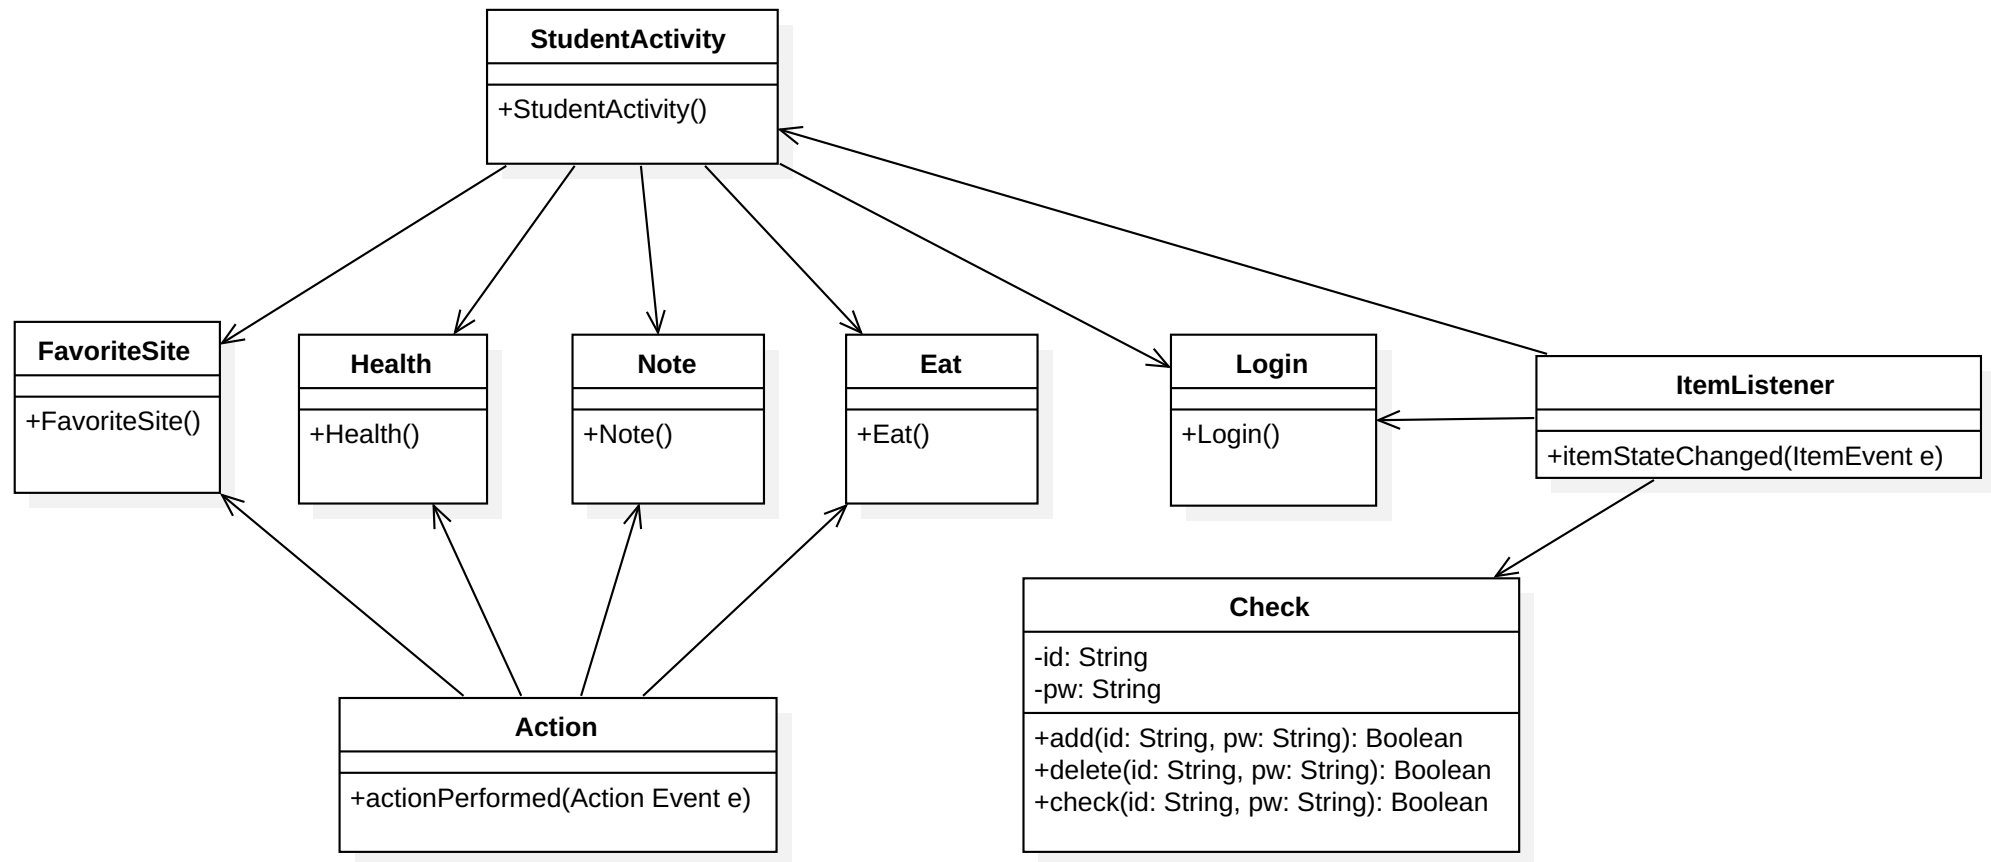 StudentActivity
+StudentActivity()
FavoriteSite
+FavoriteSite()
Health
+Health()
Note
+Note()
Eat
+Eat()
Login
+Login()
ItemListener
+itemStateChanged(ItemEvent e)
Action
+actionPerformed(Action Event e)
Check
-id: String
-pw: String
+add(id: String, pw: String): Boolean
+delete(id: String, pw: String): Boolean
+check(id: String, pw: String): Boolean